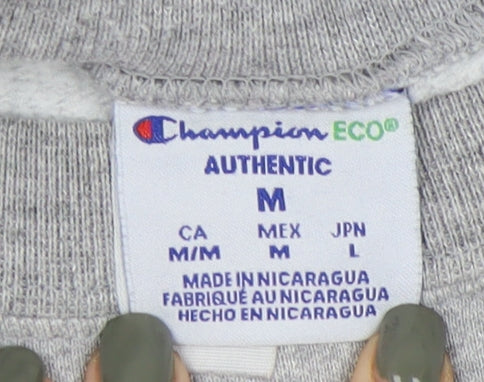 Champion ECO®
AUTHENTIC
M
CA MEX JPN
M/M M L
MADE IN NICARAGUA
FABRIQUÉ AU NICARAGUA
HECHO EN NICARAGUA